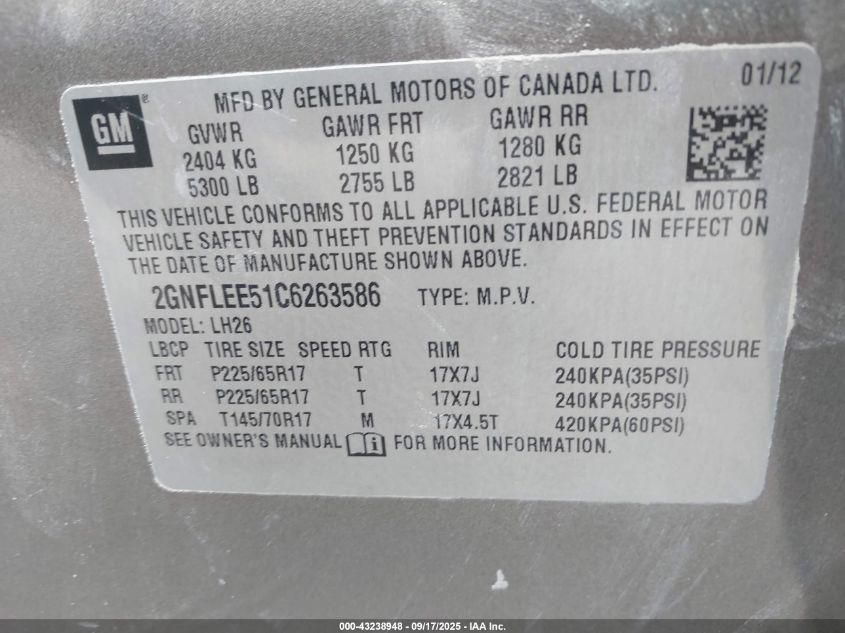 GM ®
MFD BY GENERAL MOTORS OF CANADA LTD. 01/12
GVWR GAWR FRT GAWR RR
2404 KG 1250 KG 1280 KG
5300 LB 2755 LB 2821 LB
THIS VEHICLE CONFORMS TO ALL APPLICABLE U.S. FEDERAL MOTOR
VEHICLE SAFETY AND THEFT PREVENTION STANDARDS IN EFFECT ON
THE DATE OF MANUFACTURE SHOWN ABOVE.
2GNFLEE51C6263586 TYPE: M.P.V.
MODEL: LH26
LBCP TIRE SIZE SPEED RTG RIM COLD TIRE PRESSURE
FRT P225/65R17 T 17X7J 240KPA(35PSI)
RR P225/65R17 T 17X7J 240KPA(35PSI)
SPA T145/70R17 M 17X4.5T 420KPA(60PSI)
SEE OWNER'S MANUAL FOR MORE INFORMATION.
000-43238948 - 09/17/2025 - IAA Inc.